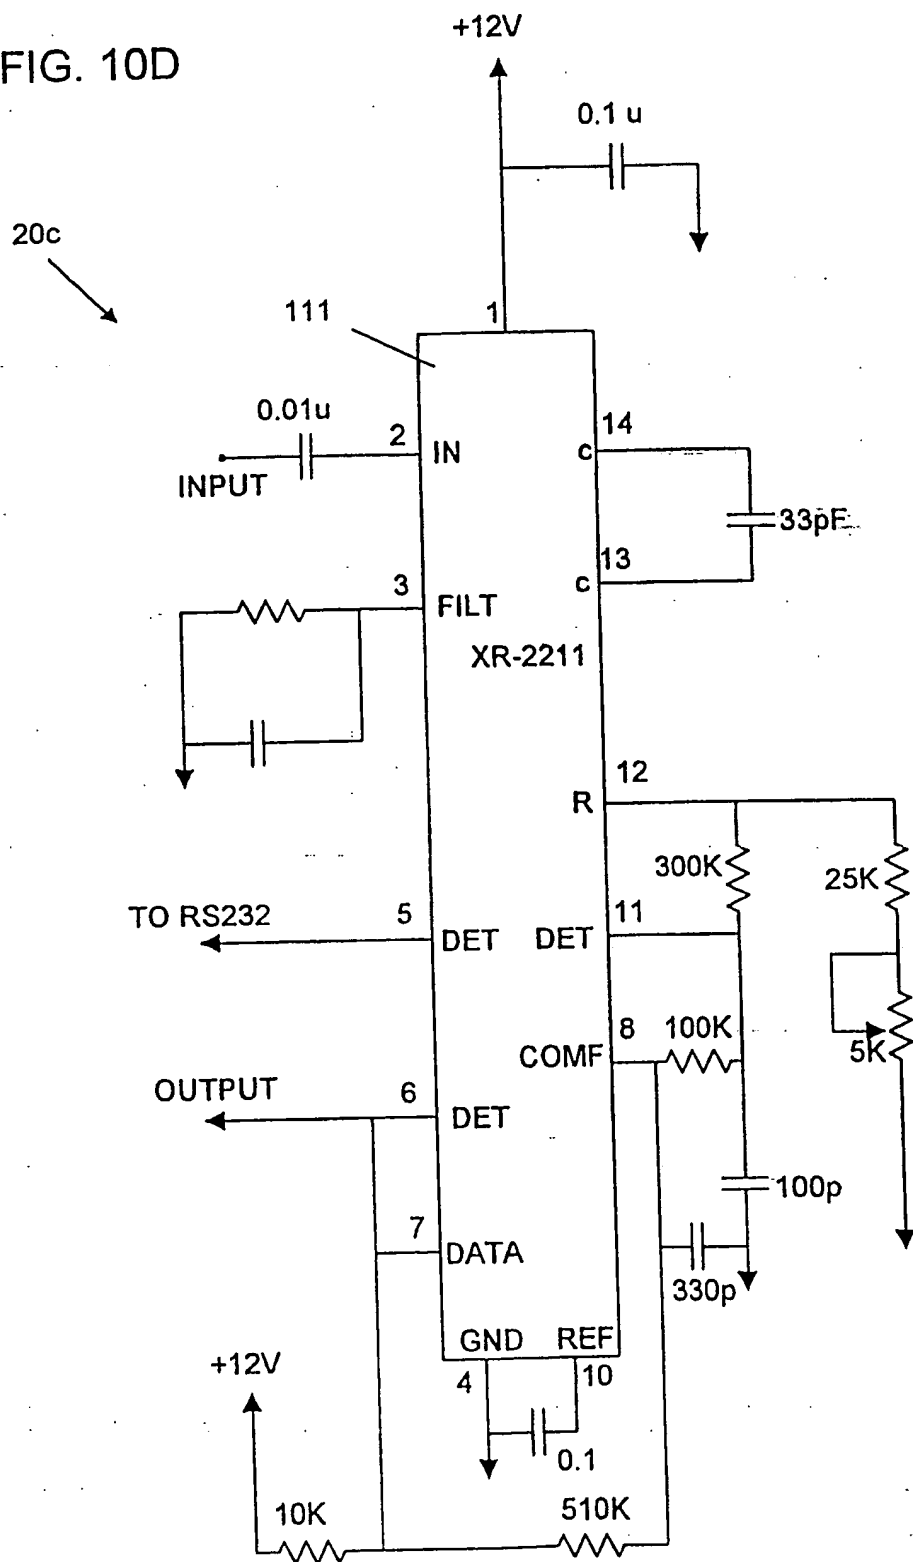 +12V
FIG. 10D
0.1 u
20c
111
1
0.01u
2
IN
14
c
INPUT
33pF
13
c
3
FILT
XR-2211
12
R
300K
25K
TO RS232
5
DET
11
DET
8
100K
COMF
5K
OUTPUT
6
DET
100p
7
DATA
330p
GND
REF
+12V
4
10
0.1
10K
510K